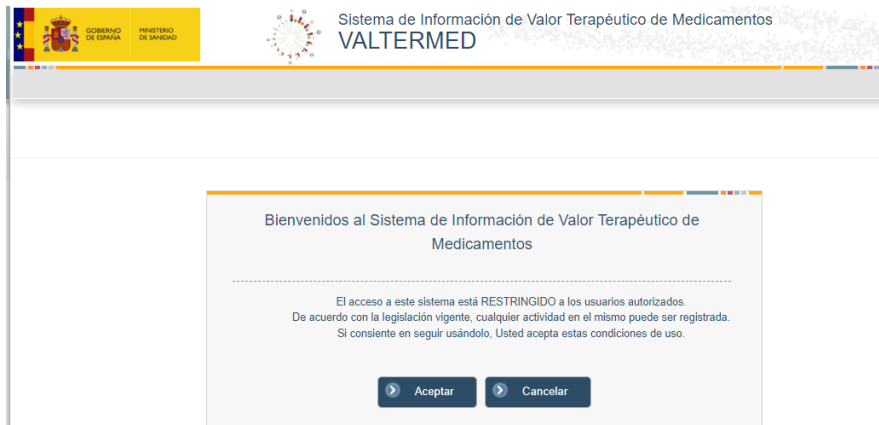 GOBIERNO
DE ESPAÑA
MINISTERIO
DE SANIDAD
Sistema de Información de Valor Terapéutico de Medicamentos
VALTERMED
Bienvenidos al Sistema de Información de Valor Terapéutico de
Medicamentos
El acceso a este sistema está RESTRINGIDO a los usuarios autorizados.
De acuerdo con la legislación vigente, cualquier actividad en el mismo puede ser registrada.
Si consiente en seguir usándolo, Usted acepta estas condiciones de uso.
Aceptar
Cancelar